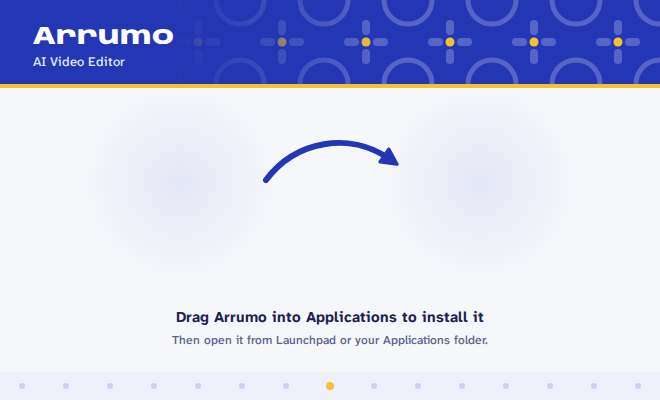 Arrumo
AI Video Editor
Drag Arrumo into Applications to install it
Then open it from Launchpad or your Applications folder.